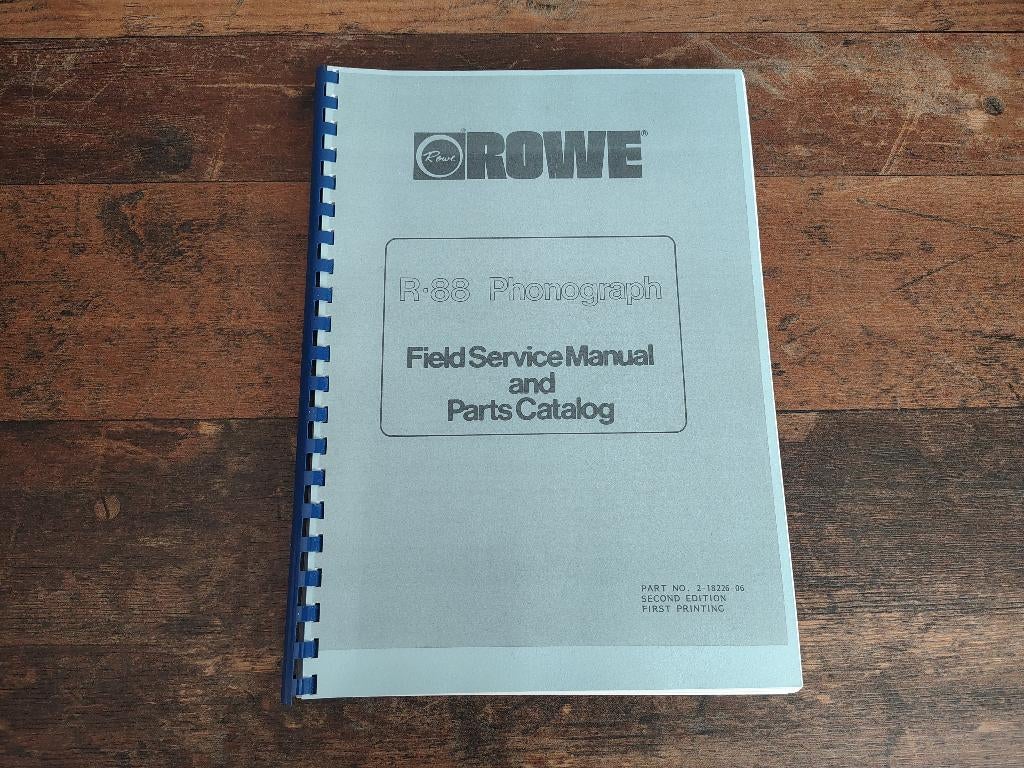 Rowe ROWE®
R-88 Phonograph
Field Service Manual
and
Parts Catalog
PART NO. 2-18226-06
SECOND EDITION
FIRST PRINTING